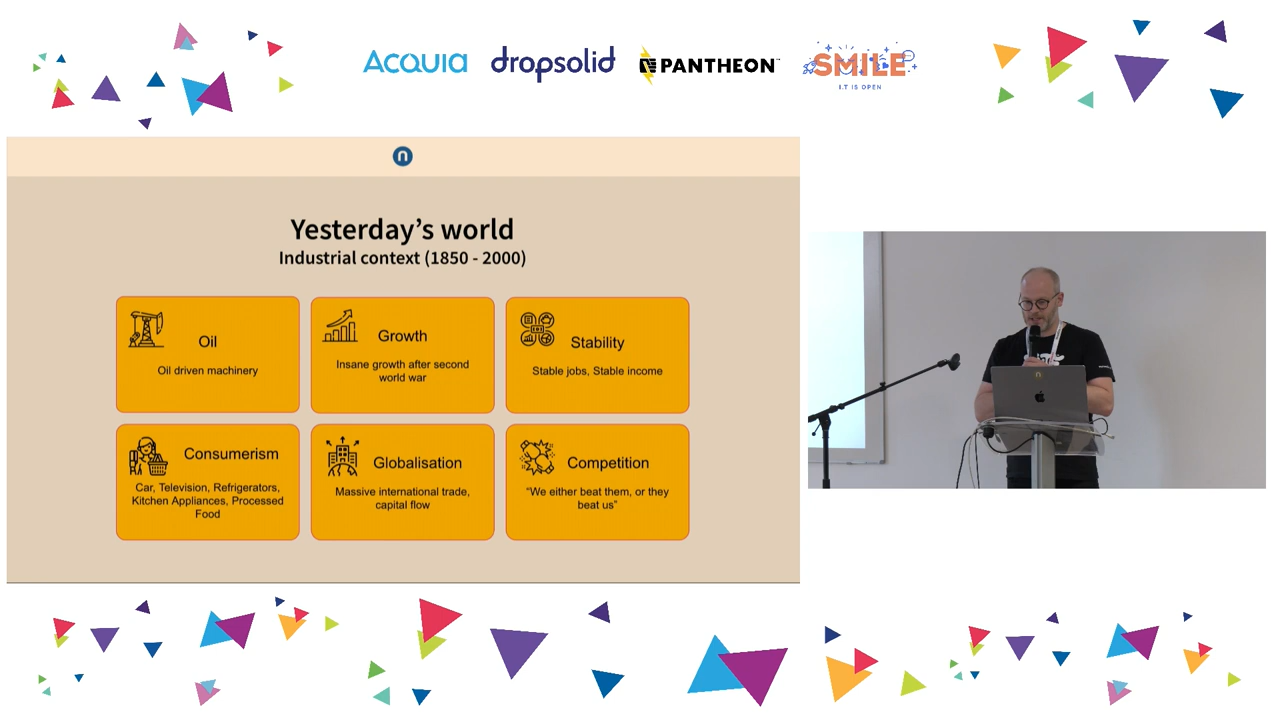 ACQUIA dropsolid PANTHEON SMILE
I.T IS OPEN
n
Yesterday's world
Industrial context (1850 - 2000)
Oil
Oil driven machinery
Growth
Insane growth after second
world war
Stability
Stable jobs, Stable income
Consumerism
Car, Television, Refrigerators,
Kitchen Appliances, Processed
Food
Globalisation
Massive international trade,
capital flow
Competition
“We either beat them, or they
beat us”